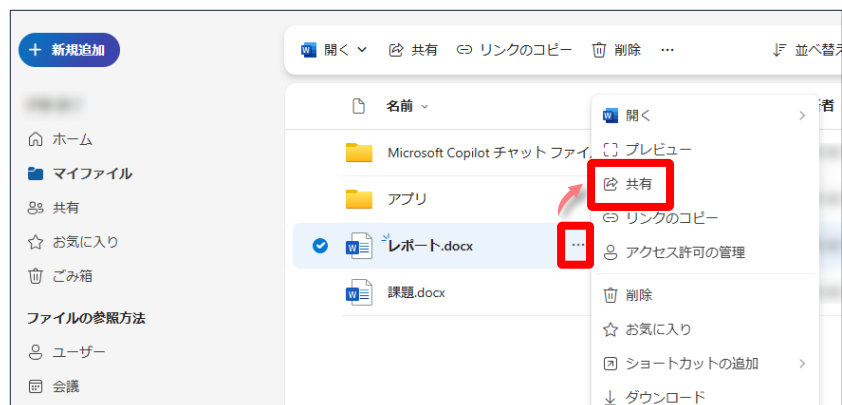 ＋ 新規追加
開く
共有
リンクのコピー
削除
…
並べ替
ホーム
マイファイル
共有
お気に入り
ごみ箱
ファイルの参照方法
ユーザー
会議
名前
者
Microsoft Copilot チャット ファイ
アプリ
レポート.docx
…
課題.docx
開く
プレビュー
共有
リンクのコピー
アクセス許可の管理
削除
お気に入り
ショートカットの追加
ダウンロード